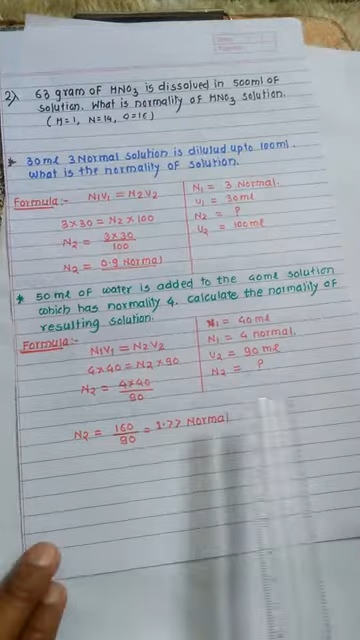 2) 63 gram of HNO3 is dissolved in 500ml of
solution. What is normality of HNO3 solution.
(H=1, N=14, O=16)
* 30ml 3 Normal solution is diluted upto 100ml.
What is the normality of solution.
Formula:- N1V1 = N2V2
3×30 = N2×100
N2 = 3×30
100
N2 = 0.9 Normal
N1 = 3 Normal.
V1 = 30ml
N2 = ?
V2 = 100ml
* 50 ml of water is added to the 40ml solution
which has normality 4. calculate the normality of
resulting solution.
Formula:-
N1V1 = N2V2
4×40 = N2×90
N2 = 4×40
90
N2 = 160
90
= 1.77 Normal
= 40ml
N1 = 4 normal.
V2 = 90ml
N2 = ?